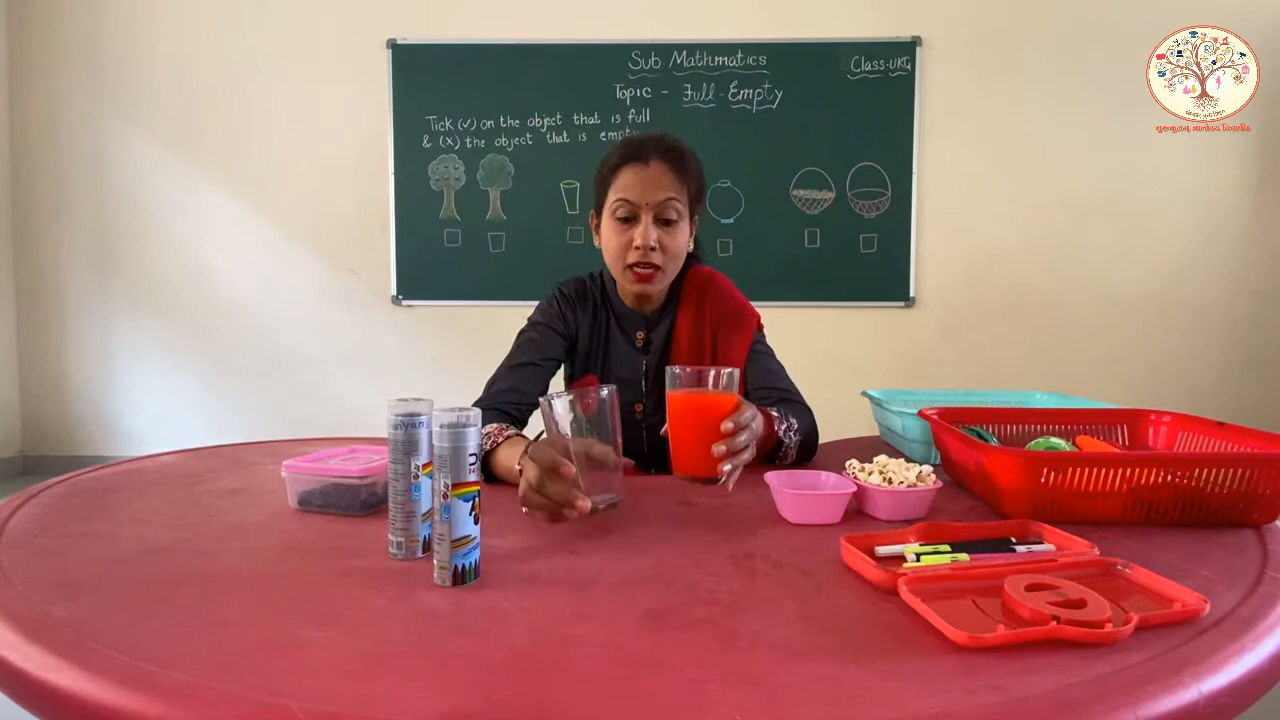 Sub. Mathmatics
Class-UKG
Topic - Full-Empty
Tick (✓) on the object that is full
& (x) the object that is empty